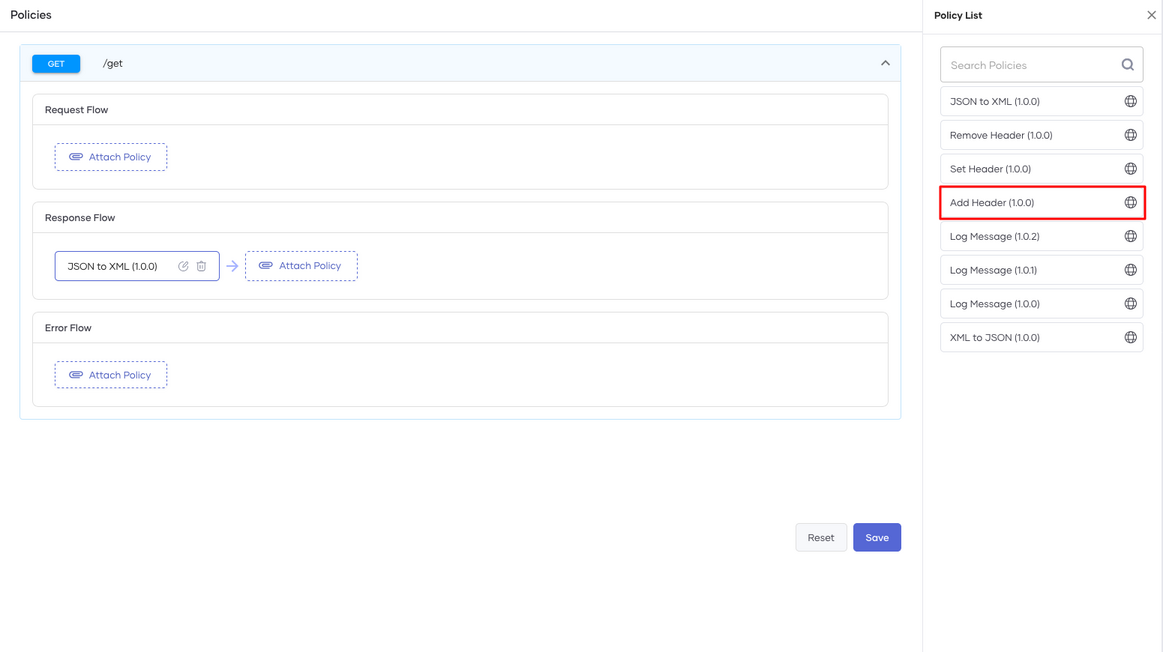 Policies
GET /get
Request Flow
Attach Policy
Response Flow
JSON to XML (1.0.0) Attach Policy
Error Flow
Attach Policy
Reset Save
Policy List
Search Policies
JSON to XML (1.0.0)
Remove Header (1.0.0)
Set Header (1.0.0)
Add Header (1.0.0)
Log Message (1.0.2)
Log Message (1.0.1)
Log Message (1.0.0)
XML to JSON (1.0.0)